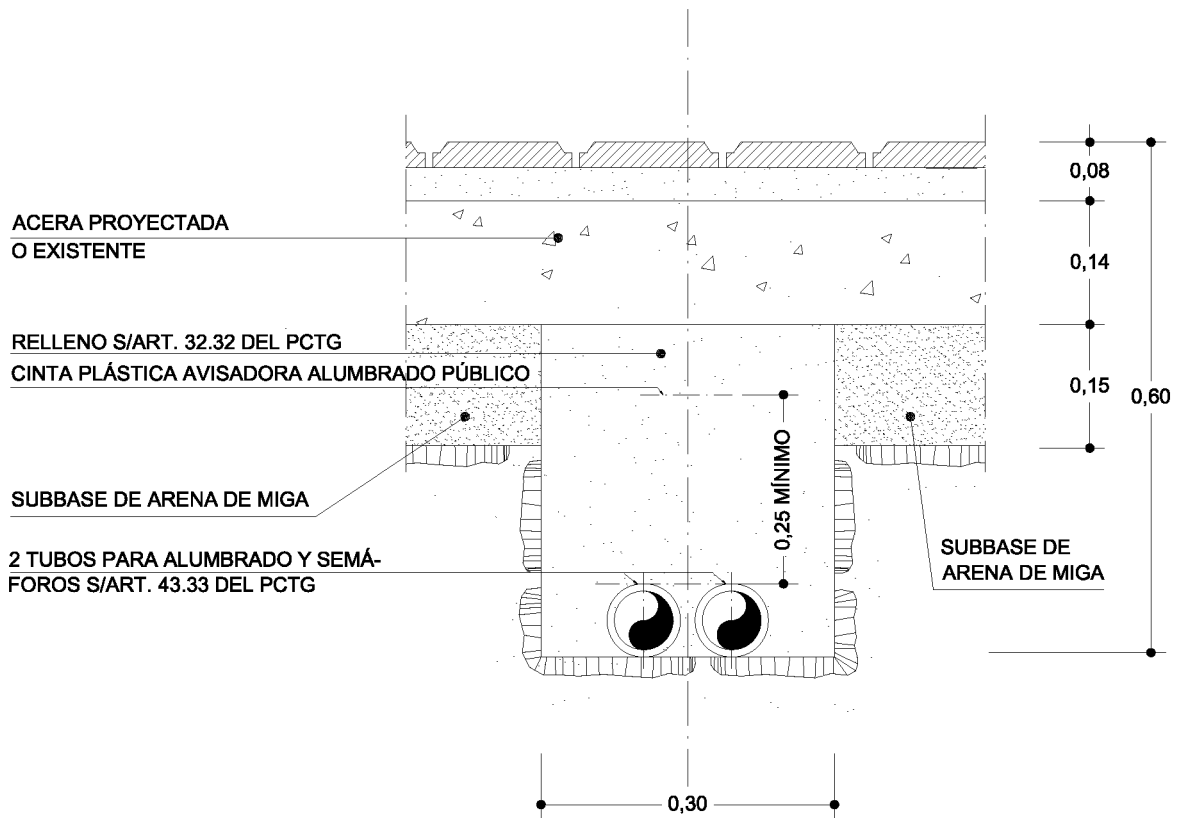 0,08
ACERA PROYECTADA
O EXISTENTE
0,14
RELLENO S/ART. 32.32 DEL PCTG
CINTA PLÁSTICA AVISADORA ALUMBRADO PÚBLICO
0,15
0,60
0,25 MÍNIMO
SUBBASE DE ARENA DE MIGA
2 TUBOS PARA ALUMBRADO Y SEMÁ-
FOROS S/ART. 43.33 DEL PCTG
SUBBASE DE
ARENA DE MIGA
0,30